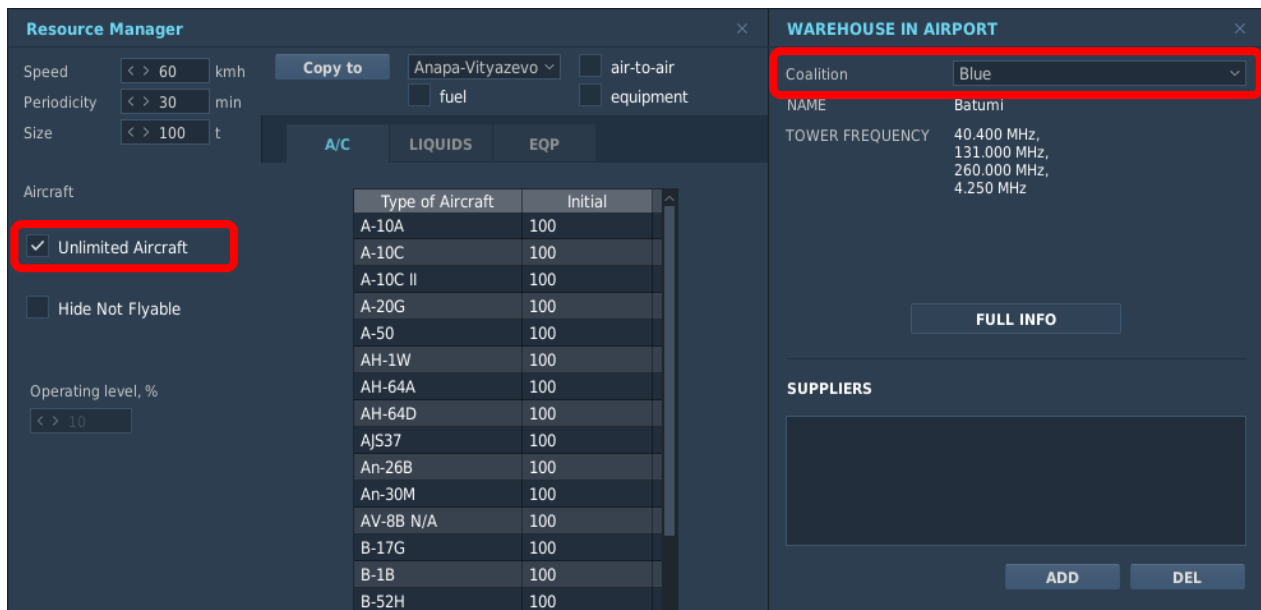 Resource Manager
Speed < > 60 kmh
Periodicity < > 30 min
Size < > 100 t
Copy to Anapa-Vityazevo air-to-air
fuel equipment
A/C LIQUIDS EQP
Aircraft
Unlimited Aircraft
Hide Not Flyable
Operating level, %
< > 10
Type of Aircraft Initial
A-10A 100
A-10C 100
A-10C II 100
A-20G 100
A-50 100
AH-1W 100
AH-64A 100
AH-64D 100
AJS37 100
An-26B 100
An-30M 100
AV-8B N/A 100
B-17G 100
B-1B 100
B-52H 100
WAREHOUSE IN AIRPORT
Coalition Blue
NAME Batumi
TOWER FREQUENCY 40.400 MHz,
131.000 MHz,
260.000 MHz,
4.250 MHz
FULL INFO
SUPPLIERS
ADD DEL